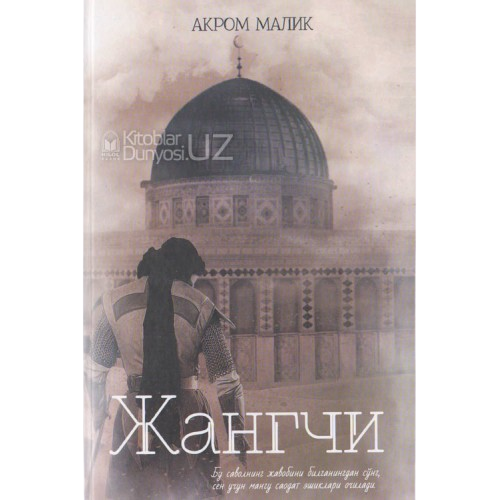 АКРОМ МАЛИК
Kitoblar
Dunyosi.UZ
Жангчи
Бу саволнинг жавобини билганингдан сўнг,
сен учун мангу саодат эшиклари очилади.